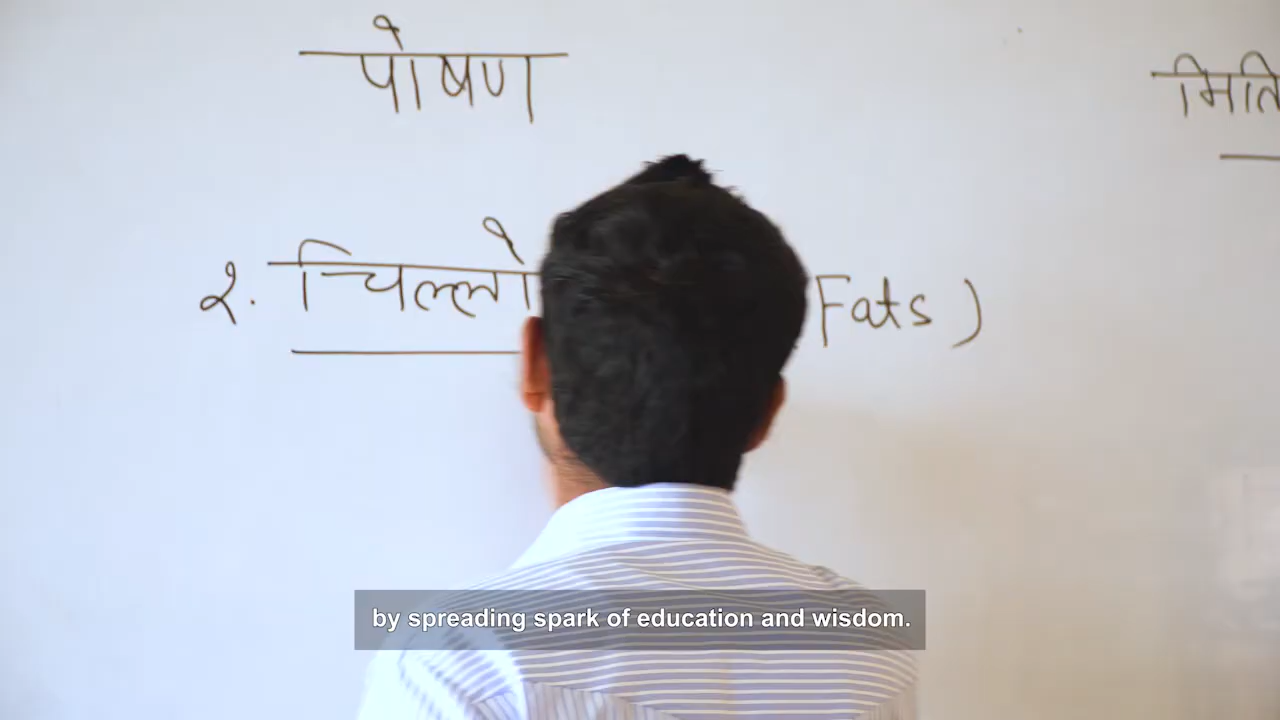 पोषण
२. चिल्लो Fats )
by spreading spark of education and wisdom.